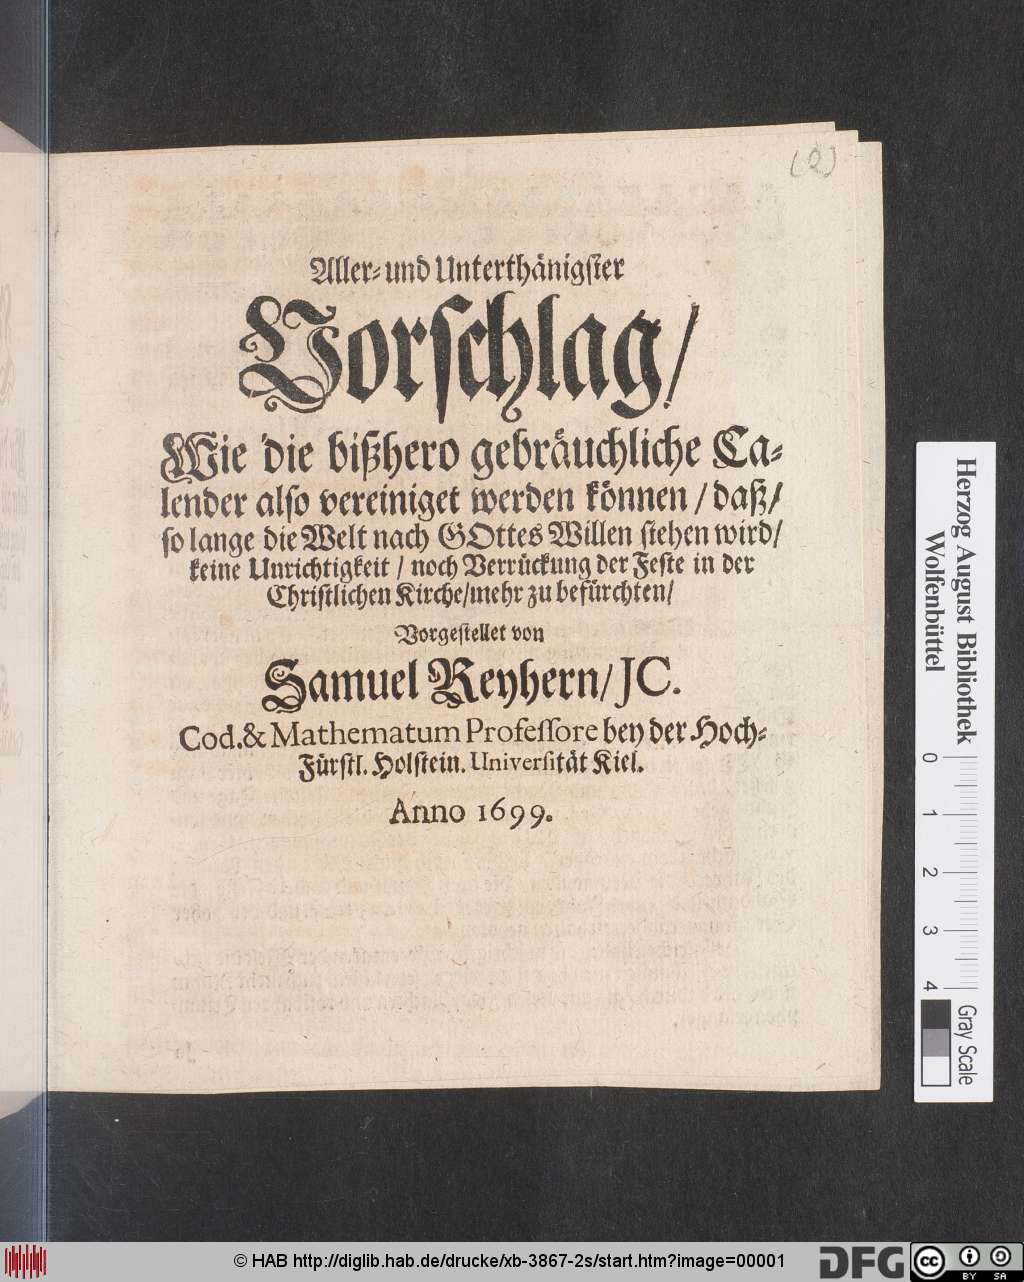 (2)
Aller- und Unterthänigster
Vorschlag/
Wie die bißhero gebräuchliche Ca-
lender also vereiniget werden können / daß/
so lange die Welt nach GOttes Willen stehen wird/
keine Unrichtigkeit / noch Verrückung der Feste in der
Christlichen Kirche/mehr zu befürchten/
Vorgestellet von
Samuel Reyhern/JC.
Cod.& Mathematum Professore bey der Hoch-
Fürstl. Holstein. Universität Kiel.
Anno 1699.
Herzog August Bibliothek
Wolfenbüttel
0 1 2 3 4
Gray Scale
© HAB http://diglib.hab.de/drucke/xb-3867-2s/start.htm?image=00001
DFG
cc BY SA